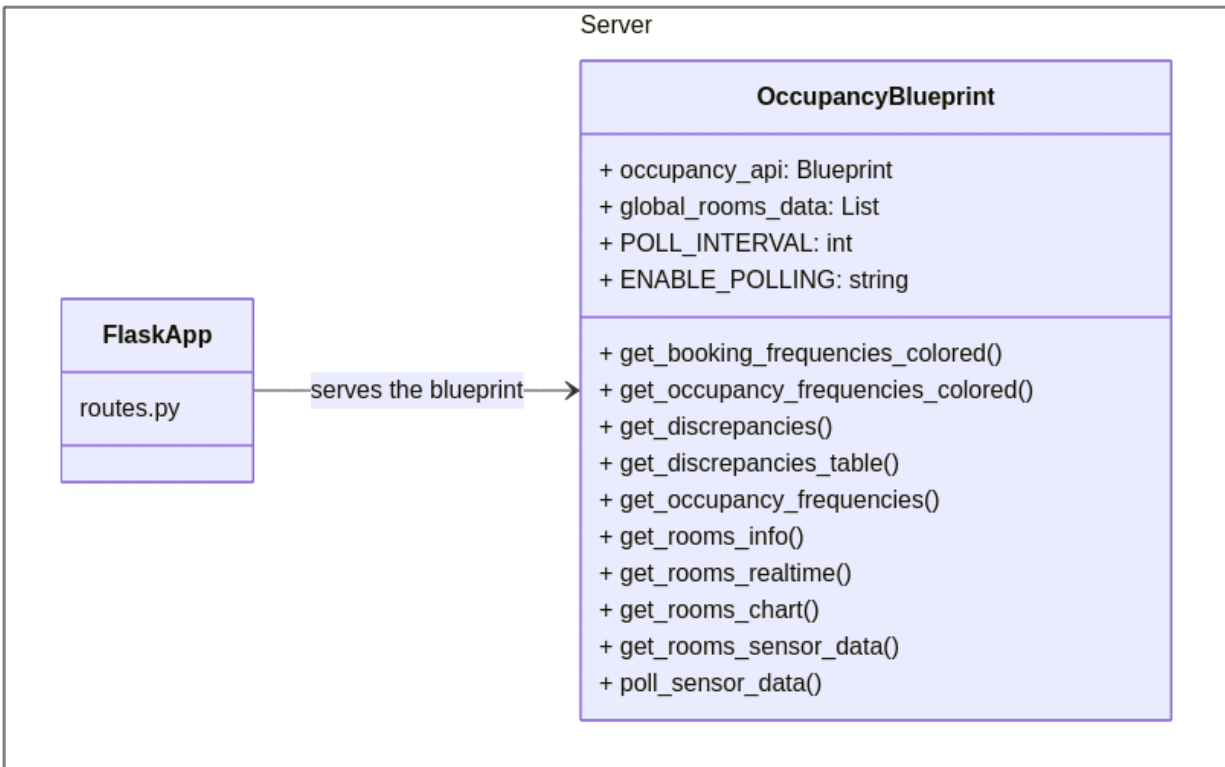 Server
FlaskApp
routes.py
serves the blueprint
OccupancyBlueprint
+ occupancy_api: Blueprint
+ global_rooms_data: List
+ POLL_INTERVAL: int
+ ENABLE_POLLING: string
+ get_booking_frequencies_colored()
+ get_occupancy_frequencies_colored()
+ get_discrepancies()
+ get_discrepancies_table()
+ get_occupancy_frequencies()
+ get_rooms_info()
+ get_rooms_realtime()
+ get_rooms_chart()
+ get_rooms_sensor_data()
+ poll_sensor_data()